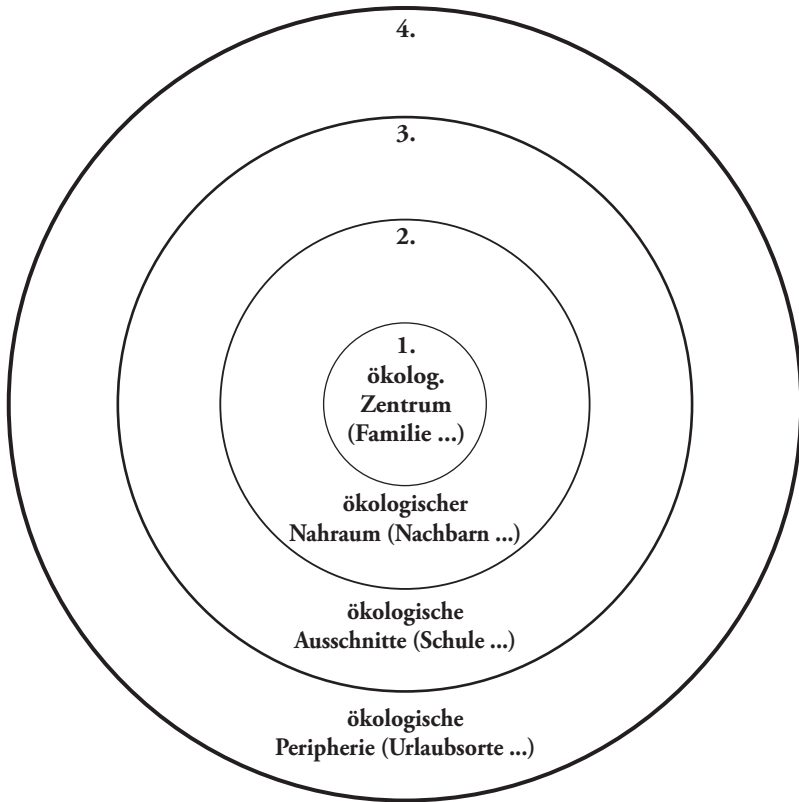 4.
3.
2.
1.
ökolog.
Zentrum
(Familie ...)
ökologischer
Nahraum (Nachbarn ...)
ökologische
Ausschnitte (Schule ...)
ökologische
Peripherie (Urlaubsorte ...)